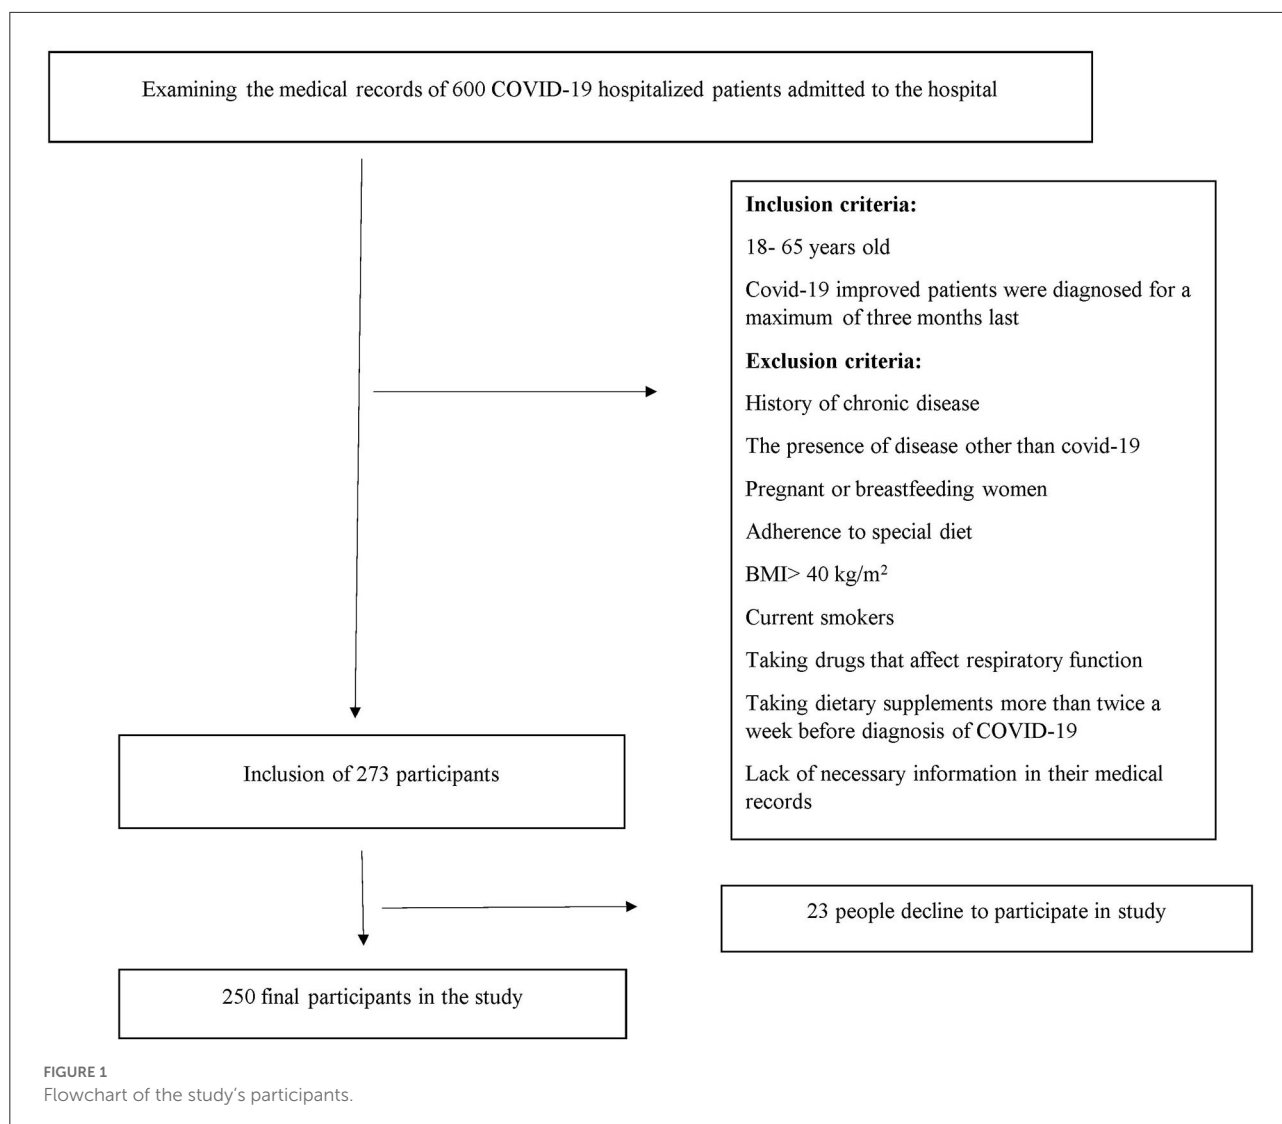 Examining the medical records of 600 COVID-19 hospitalized patients admitted to the hospital
Inclusion criteria:
18- 65 years old
Covid-19 improved patients were diagnosed for a
maximum of three months last
Exclusion criteria:
History of chronic disease
The presence of disease other than covid-19
Pregnant or breastfeeding women
Adherence to special diet
BMI> 40 kg/m²
Current smokers
Taking drugs that affect respiratory function
Taking dietary supplements more than twice a
week before diagnosis of COVID-19
Lack of necessary information in their medical
records
Inclusion of 273 participants
23 people decline to participate in study
250 final participants in the study
FIGURE 1
Flowchart of the study's participants.